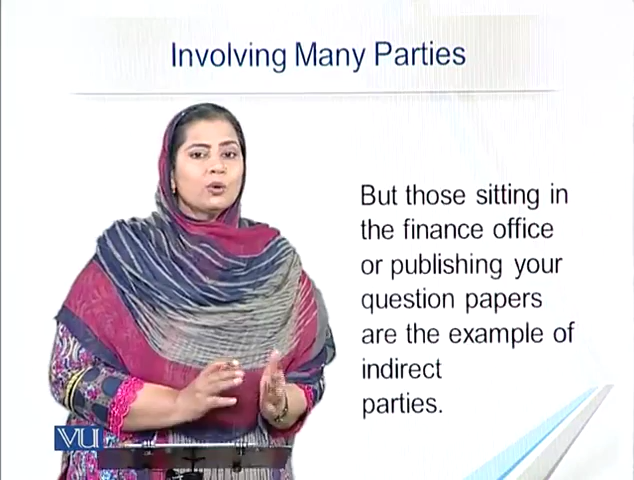 Involving Many Parties
But those sitting in
the finance office
or publishing your
question papers
are the example of
indirect
parties.
VU